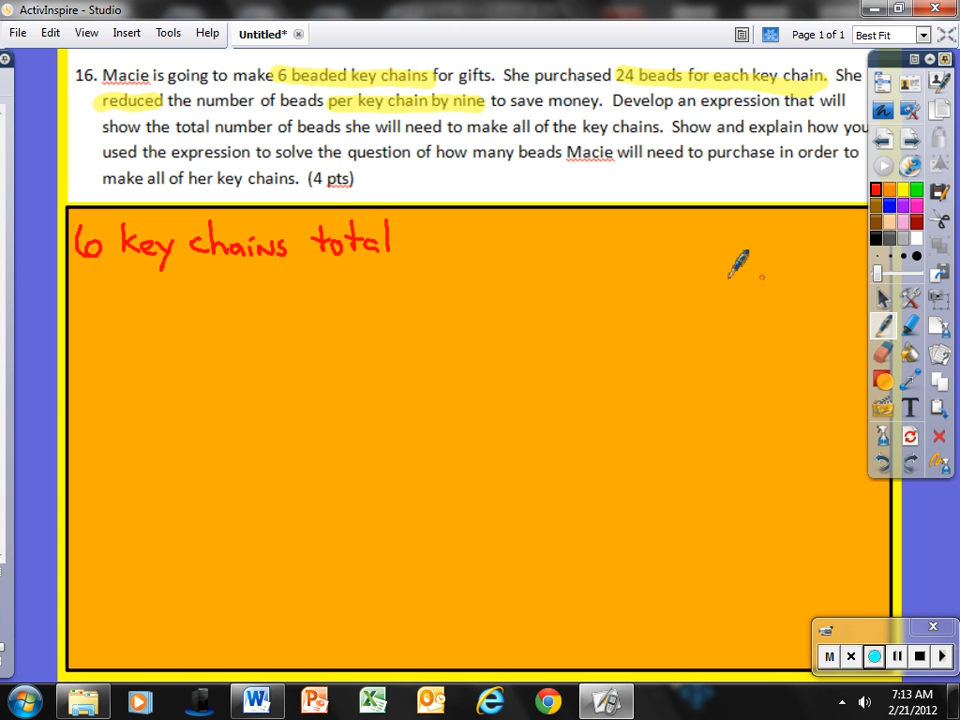 ActivInspire - Studio
File Edit View Insert Tools Help Untitled* Page 1 of 1 Best Fit
16. Macie is going to make 6 beaded key chains for gifts. She purchased 24 beads for each key chain. She
reduced the number of beads per key chain by nine to save money. Develop an expression that will
show the total number of beads she will need to make all of the key chains. Show and explain how you
used the expression to solve the question of how many beads Macie will need to purchase in order to
make all of her key chains. (4 pts)
6 key chains total
M
7:13 AM
2/21/2012